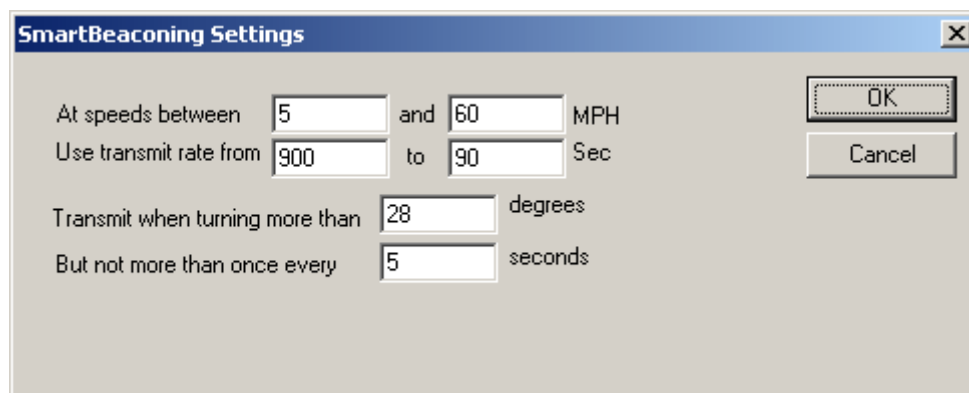 SmartBeaconing Settings
At speeds between 5 and 60 MPH
Use transmit rate from 900 to 90 Sec
Transmit when turning more than 28 degrees
But not more than once every 5 seconds
OK
Cancel